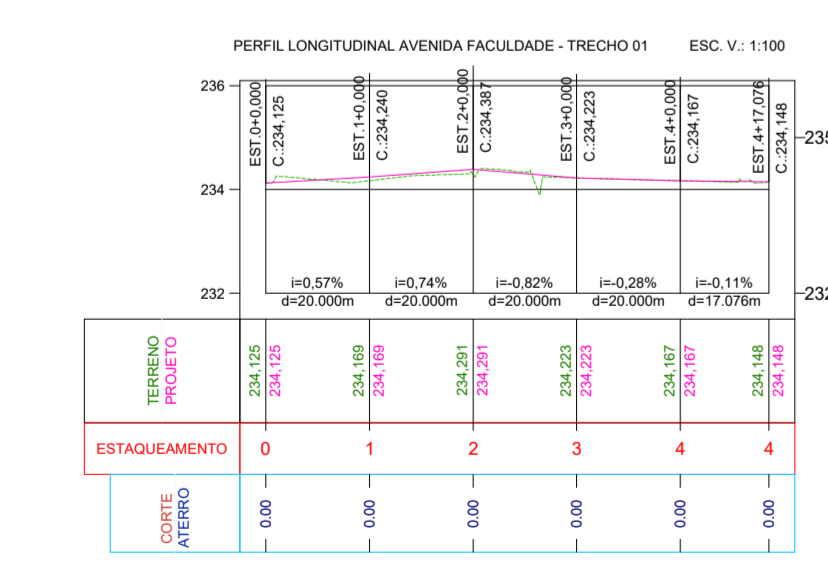 PERFIL LONGITUDINAL AVENIDA FACULDADE - TRECHO 01 ESC. V.: 1:100
236
234
232
235
232
EST.0+0,000
C.:234,125
EST.1+0,000
C.:234,240
EST.2+0,000
C.:234,387
EST.3+0,000
C.:234,223
EST.4+0,000
C.:234,167
EST.4+17,076
C.:234,148
i=0,57% i=0,74% i=-0,82% i=-0,28% i=-0,11%
d=20.000m d=20.000m d=20.000m d=20.000m d=17.076m
TERRENO
PROJETO
234,125 234,125 234,169 234,169 234,291 234,291 234,223 234,223 234,167 234,167 234,148 234,148
ESTAQUEAMENTO 0 1 2 3 4 4
CORTE
ATERRO
0.00 0.00 0.00 0.00 0.00 0.00